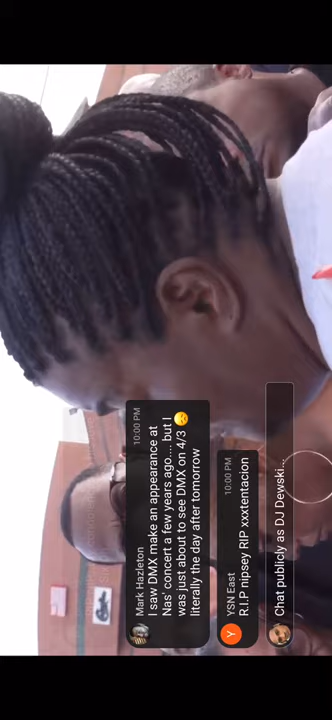 Mark Hazleton 10:00 PM
I saw DMX make an appearance at
Nas' concert a few years ago.... but I
was just about to see DMX on 4/3 😕
literally the day after tomorrow
Y
YSN East 10:00 PM
R.I.P nipsey RIP xxxtentacion
Chat publicly as DJ Dewski...